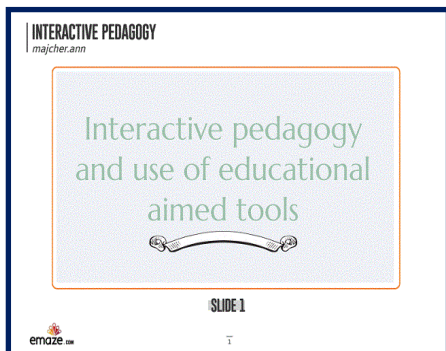 INTERACTIVE PEDAGOGY
majcher.ann
Interactive pedagogy
and use of educational
aimed tools
SLIDE 1
emaze.com
1